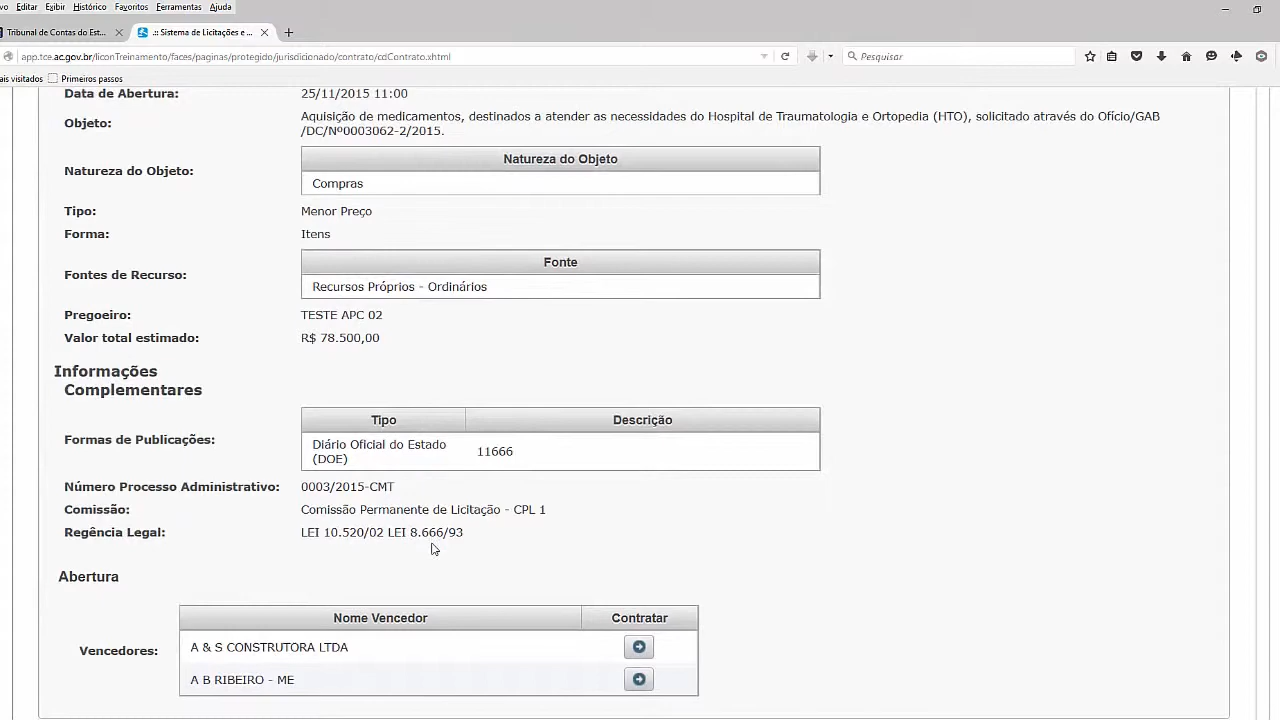 vo Editar Exibir Histórico Favoritos Ferramentas Ajuda
Tribunal de Contas do Est... .:: Sistema de Licitações e ...
app.tce.ac.gov.br/liconTreinamento/faces/paginas/protegido/jurisdicionado/contrato/cdContrato.xhtml Pesquisar
ais visitados Primeiros passos
Data de Abertura: 25/11/2015 11:00
Objeto: Aquisição de medicamentos, destinados a atender as necessidades do Hospital de Traumatologia e Ortopedia (HTO), solicitado através do Ofício/GAB
/DC/Nº0003062-2/2015.
Natureza do Objeto
Natureza do Objeto: Compras
Tipo: Menor Preço
Forma: Itens
Fonte
Fontes de Recurso: Recursos Próprios - Ordinários
Pregoeiro: TESTE APC 02
Valor total estimado: R$ 78.500,00
Informações
Complementares
Tipo Descrição
Formas de Publicações: Diário Oficial do Estado
(DOE) 11666
Número Processo Administrativo: 0003/2015-CMT
Comissão: Comissão Permanente de Licitação - CPL 1
Regência Legal: LEI 10.520/02 LEI 8.666/93
Abertura
Nome Vencedor Contratar
Vencedores: A & S CONSTRUTORA LTDA
A B RIBEIRO - ME